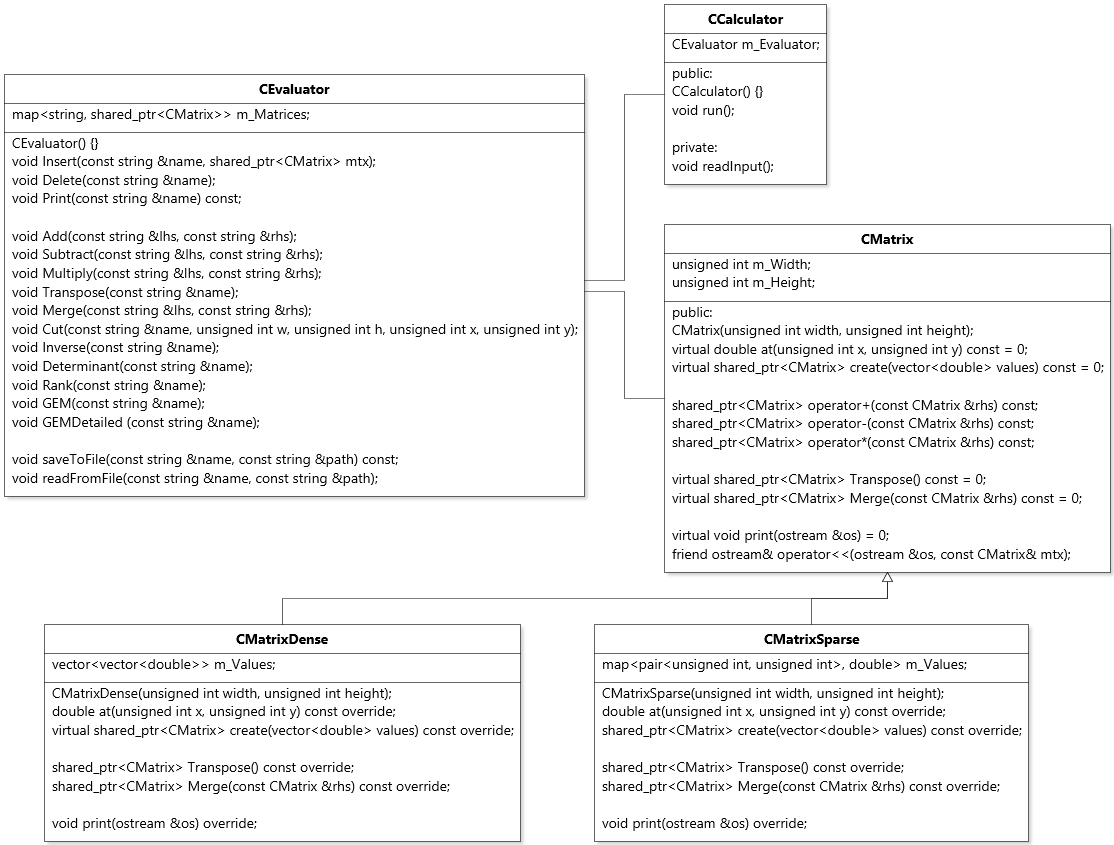 CCalculator
CEvaluator m_Evaluator;
public:
CCalculator() {}
void run();
private:
void readInput();
CEvaluator
map<string, shared_ptr<CMatrix>> m_Matrices;
CEvaluator() {}
void Insert(const string &name, shared_ptr<CMatrix> mtx);
void Delete(const string &name);
void Print(const string &name) const;
void Add(const string &lhs, const string &rhs);
void Subtract(const string &lhs, const string &rhs);
void Multiply(const string &lhs, const string &rhs);
void Transpose(const string &name);
void Merge(const string &lhs, const string &rhs);
void Cut(const string &name, unsigned int w, unsigned int h, unsigned int x, unsigned int y);
void Inverse(const string &name);
void Determinant(const string &name);
void Rank(const string &name);
void GEM(const string &name);
void GEMDetailed (const string &name);
void saveToFile(const string &name, const string &path) const;
void readFromFile(const string &name, const string &path);
CMatrix
unsigned int m_Width;
unsigned int m_Height;
public:
CMatrix(unsigned int width, unsigned int height);
virtual double at(unsigned int x, unsigned int y) const = 0;
virtual shared_ptr<CMatrix> create(vector<double> values) const = 0;
shared_ptr<CMatrix> operator+(const CMatrix &rhs) const;
shared_ptr<CMatrix> operator-(const CMatrix &rhs) const;
shared_ptr<CMatrix> operator*(const CMatrix &rhs) const;
virtual shared_ptr<CMatrix> Transpose() const = 0;
virtual shared_ptr<CMatrix> Merge(const CMatrix &rhs) const = 0;
virtual void print(ostream &os) = 0;
friend ostream& operator<<(ostream &os, const CMatrix& mtx);
CMatrixDense
vector<vector<double>> m_Values;
CMatrixDense(unsigned int width, unsigned int height);
double at(unsigned int x, unsigned int y) const override;
virtual shared_ptr<CMatrix> create(vector<double> values) const override;
shared_ptr<CMatrix> Transpose() const override;
shared_ptr<CMatrix> Merge(const CMatrix &rhs) const override;
void print(ostream &os) override;
CMatrixSparse
map<pair<unsigned int, unsigned int>, double> m_Values;
CMatrixSparse(unsigned int width, unsigned int height);
double at(unsigned int x, unsigned int y) const override;
shared_ptr<CMatrix> create(vector<double> values) const override;
shared_ptr<CMatrix> Transpose() const override;
shared_ptr<CMatrix> Merge(const CMatrix &rhs) const override;
void print(ostream &os) override;